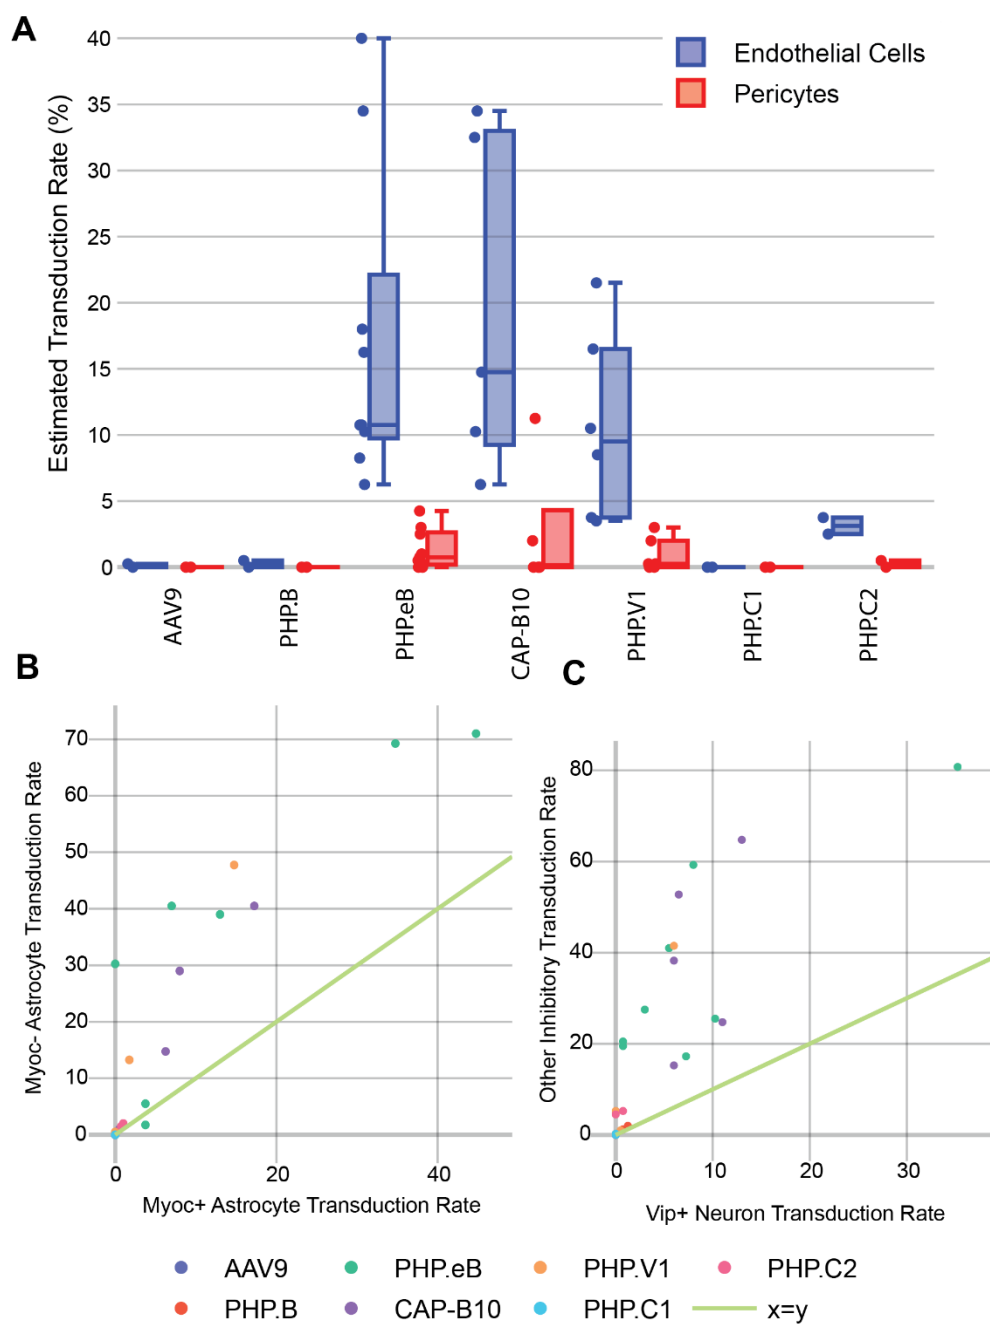 A
Estimated Transduction Rate (%)
40
35
30
25
20
15
10
5
0
Endothelial Cells
Pericytes
AAV9
PHP.B
PHP.eB
CAP-B10
PHP.V1
PHP.C1
PHP.C2
B
Myoc- Astrocyte Transduction Rate
70
60
50
40
30
20
10
0
0
20
40
Myoc+ Astrocyte Transduction Rate
C
Other Inhibitory Transduction Rate
80
60
40
20
0
0
10
20
30
Vip+ Neuron Transduction Rate
AAV9
PHP.eB
PHP.V1
PHP.C2
PHP.B
CAP-B10
PHP.C1
x=y